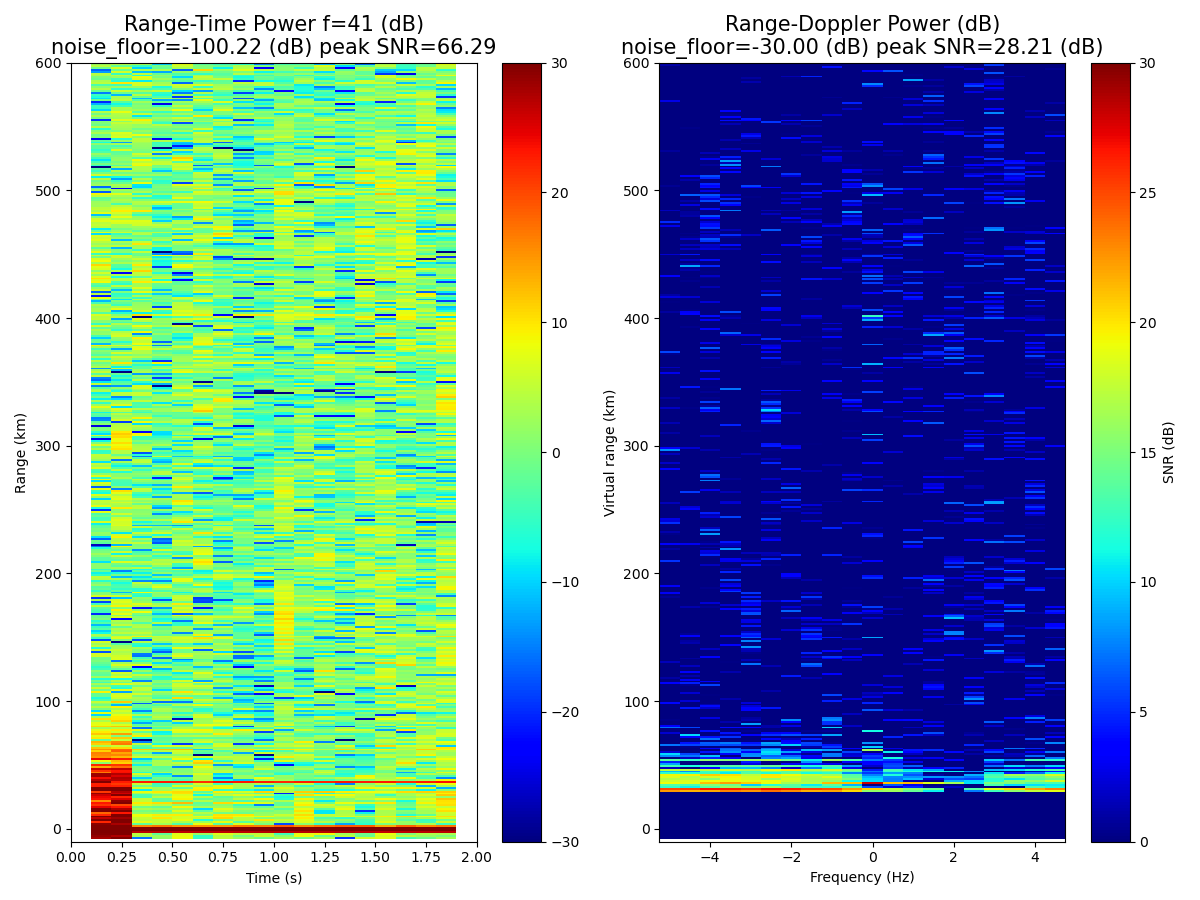 Range-Time Power f=41 (dB)
noise_floor=-100.22 (dB) peak SNR=66.29
600
500
400
300
200
100
0
Range (km)
0.00 0.25 0.50 0.75 1.00 1.25 1.50 1.75 2.00
Time (s)
30
20
10
0
−10
−20
−30
Range-Doppler Power (dB)
noise_floor=-30.00 (dB) peak SNR=28.21 (dB)
600
500
400
300
200
100
0
Virtual range (km)
−4 −2 0 2 4
Frequency (Hz)
30
25
20
15
10
5
0
SNR (dB)